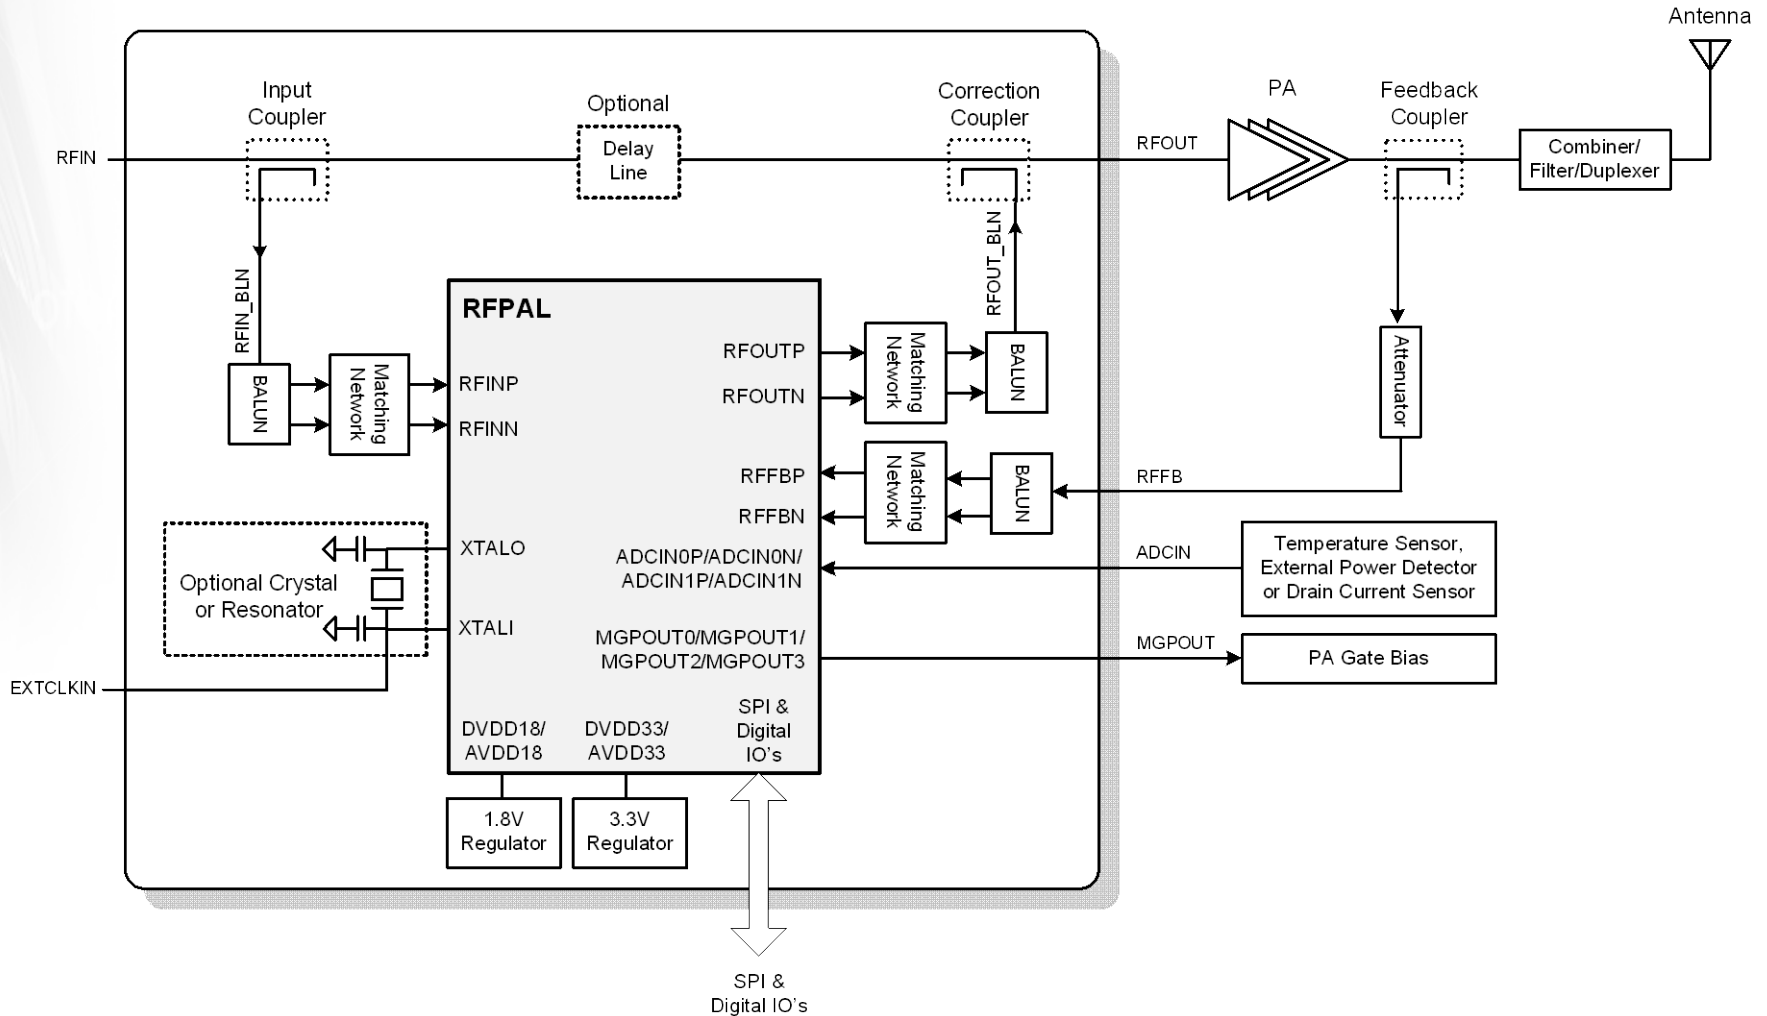 Antenna
Input
Coupler
Optional
Delay
Line
Correction
Coupler
PA
Feedback
Coupler
RFIN
RFOUT
Combiner/
Filter/Duplexer
RFIN_BLN
RFOUT_BLN
RFPAL
BALUN
Matching
Network
RFINP
RFINN
RFOUTP
RFOUTN
Matching
Network
BALUN
Attenuator
RFFBP
RFFBN
Matching
Network
BALUN
RFFB
Optional Crystal
or Resonator
XTALO
XTALI
EXTCLKIN
ADCIN0P/ADCIN0N/
ADCIN1P/ADCIN1N
ADCIN
Temperature Sensor,
External Power Detector
or Drain Current Sensor
MGPOUT0/MGPOUT1/
MGPOUT2/MGPOUT3
MGPOUT
PA Gate Bias
DVDD18/
AVDD18
DVDD33/
AVDD33
SPI &
Digital
IO's
1.8V
Regulator
3.3V
Regulator
SPI &
Digital IO's